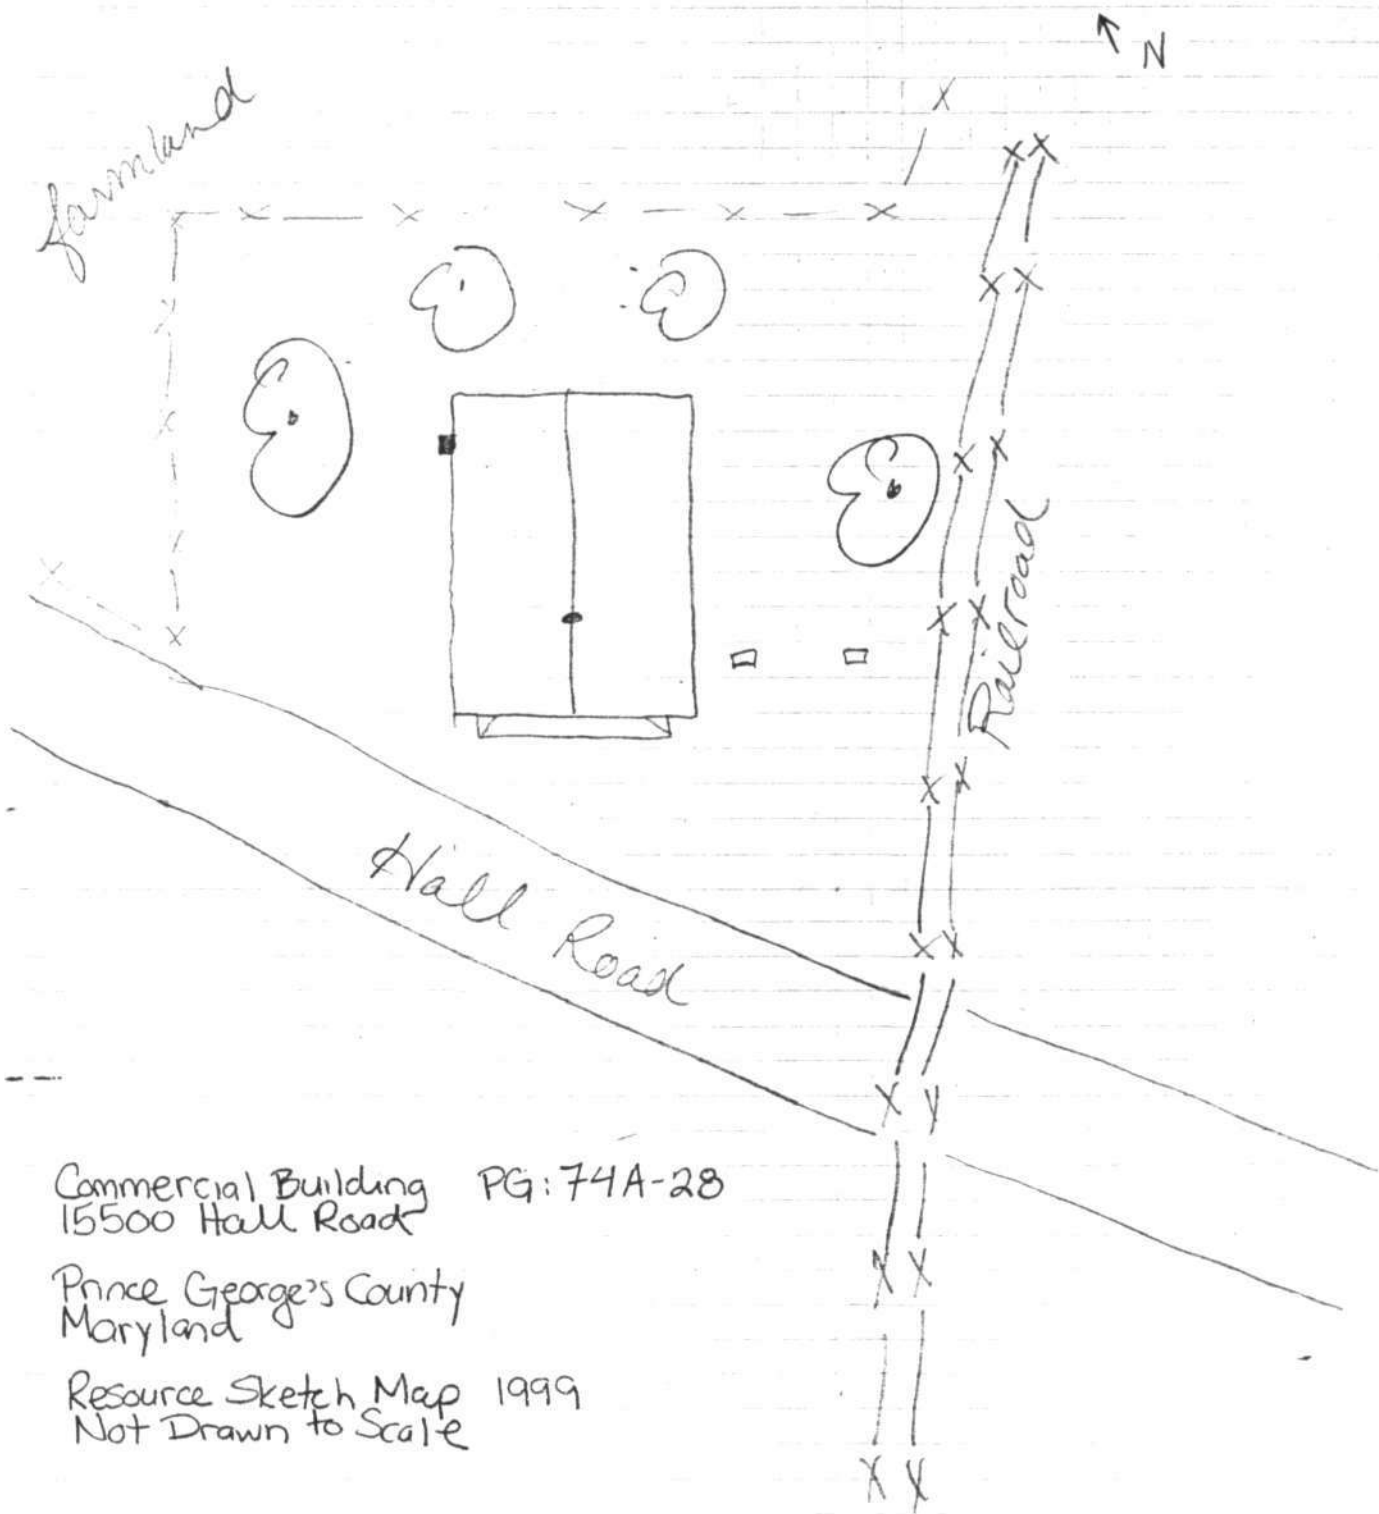 N
farmland
Railroad
Hall Road
Commercial Building PG:74A-28
15500 Hall Road
Prince George's County
Maryland
Resource Sketch Map 1999
Not Drawn to Scale